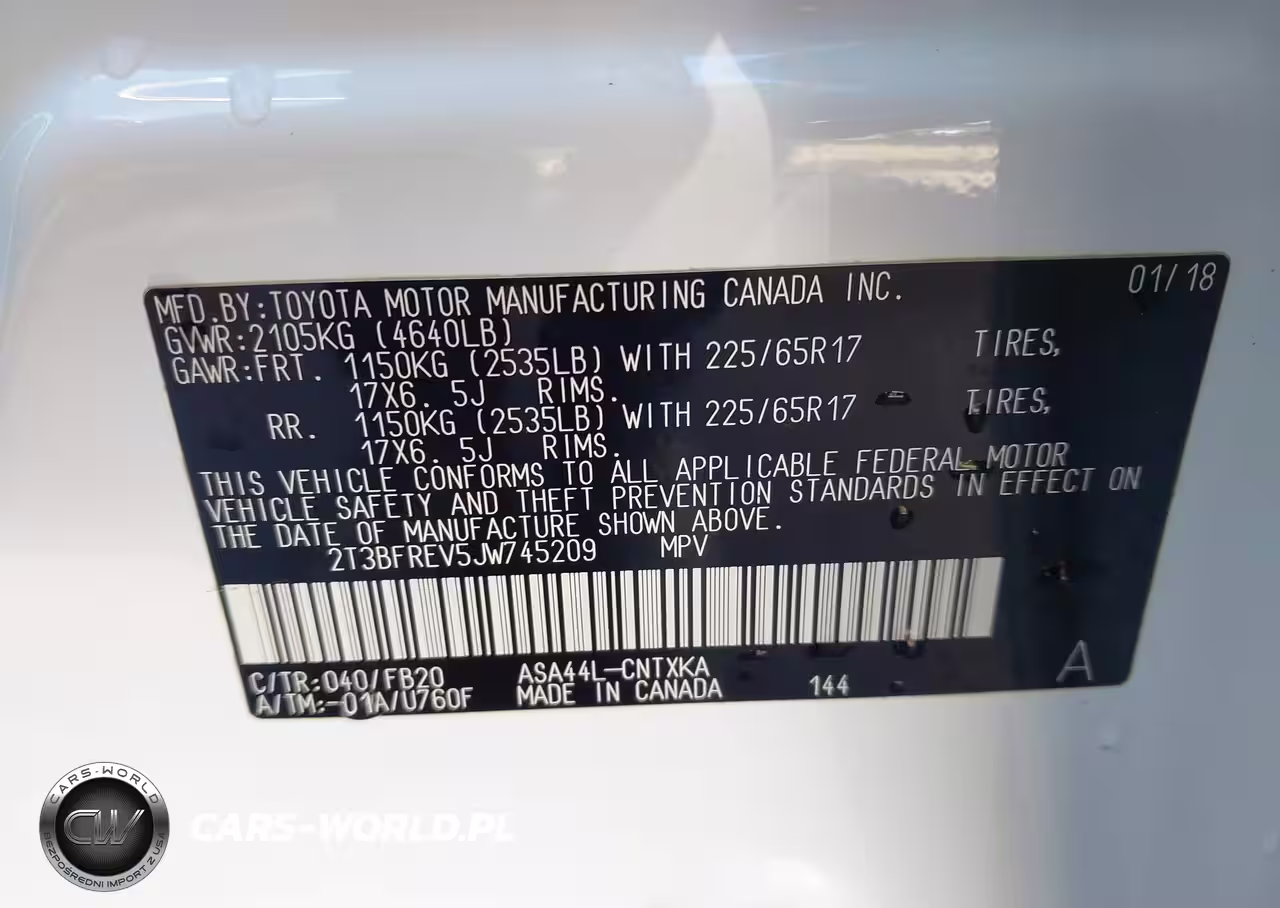 MFD.BY:TOYOTA MOTOR MANUFACTURING CANADA INC. 01/18
GVWR:2105KG (4640LB)
GAWR:FRT. 1150KG (2535LB) WITH 225/65R17 TIRES,
17X6. 5J RIMS.
RR. 1150KG (2535LB) WITH 225/65R17 TIRES,
17X6. 5J RIMS.
THIS VEHICLE CONFORMS TO ALL APPLICABLE FEDERAL MOTOR
VEHICLE SAFETY AND THEFT PREVENTION STANDARDS IN EFFECT ON
THE DATE OF MANUFACTURE SHOWN ABOVE.
2T3BFREV5JW745209 MPV
C/TR:040/FB20 ASA44L-CNTXKA
A/TM:-01A/U760F MADE IN CANADA 144 A
CARS-WORLD
CW
BEZPOŚREDNI IMPORT Z USA
CARS-WORLD.PL